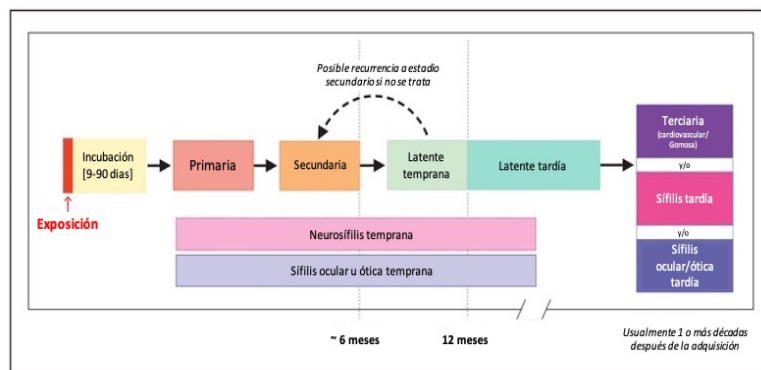 Posible recurrencia a estadio
secundario si no se trata
Incubación
[9-90 dias]
Primaria
Secundaria
Latente
temprana
Latente tardía
Terciaria
(cardiovascular/
Gomosa)
y/o
Sífilis tardía
y/o
Sífilis
ocular/ótica
tardía
Exposición
Neurosífilis temprana
Sífilis ocular u ótica temprana
~ 6 meses
12 meses
Usualmente 1 o más décadas
después de la adquisición